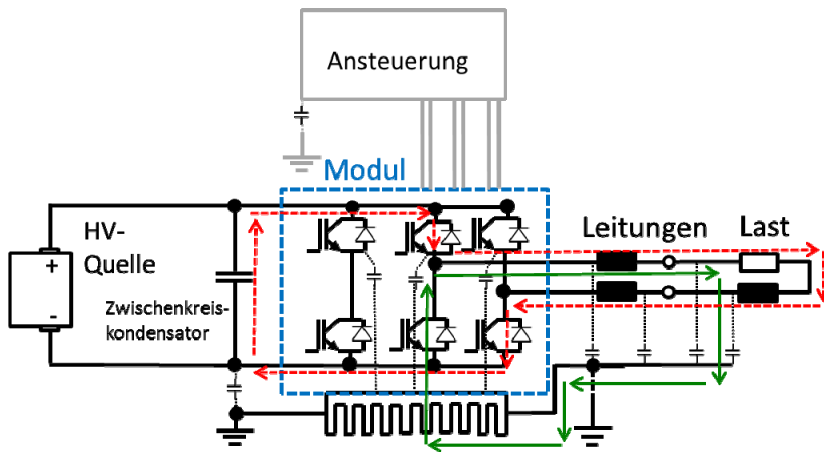 Ansteuerung
Modul
HV-
Quelle
+
-
Zwischenkreis-
kondensator
Leitungen
Last